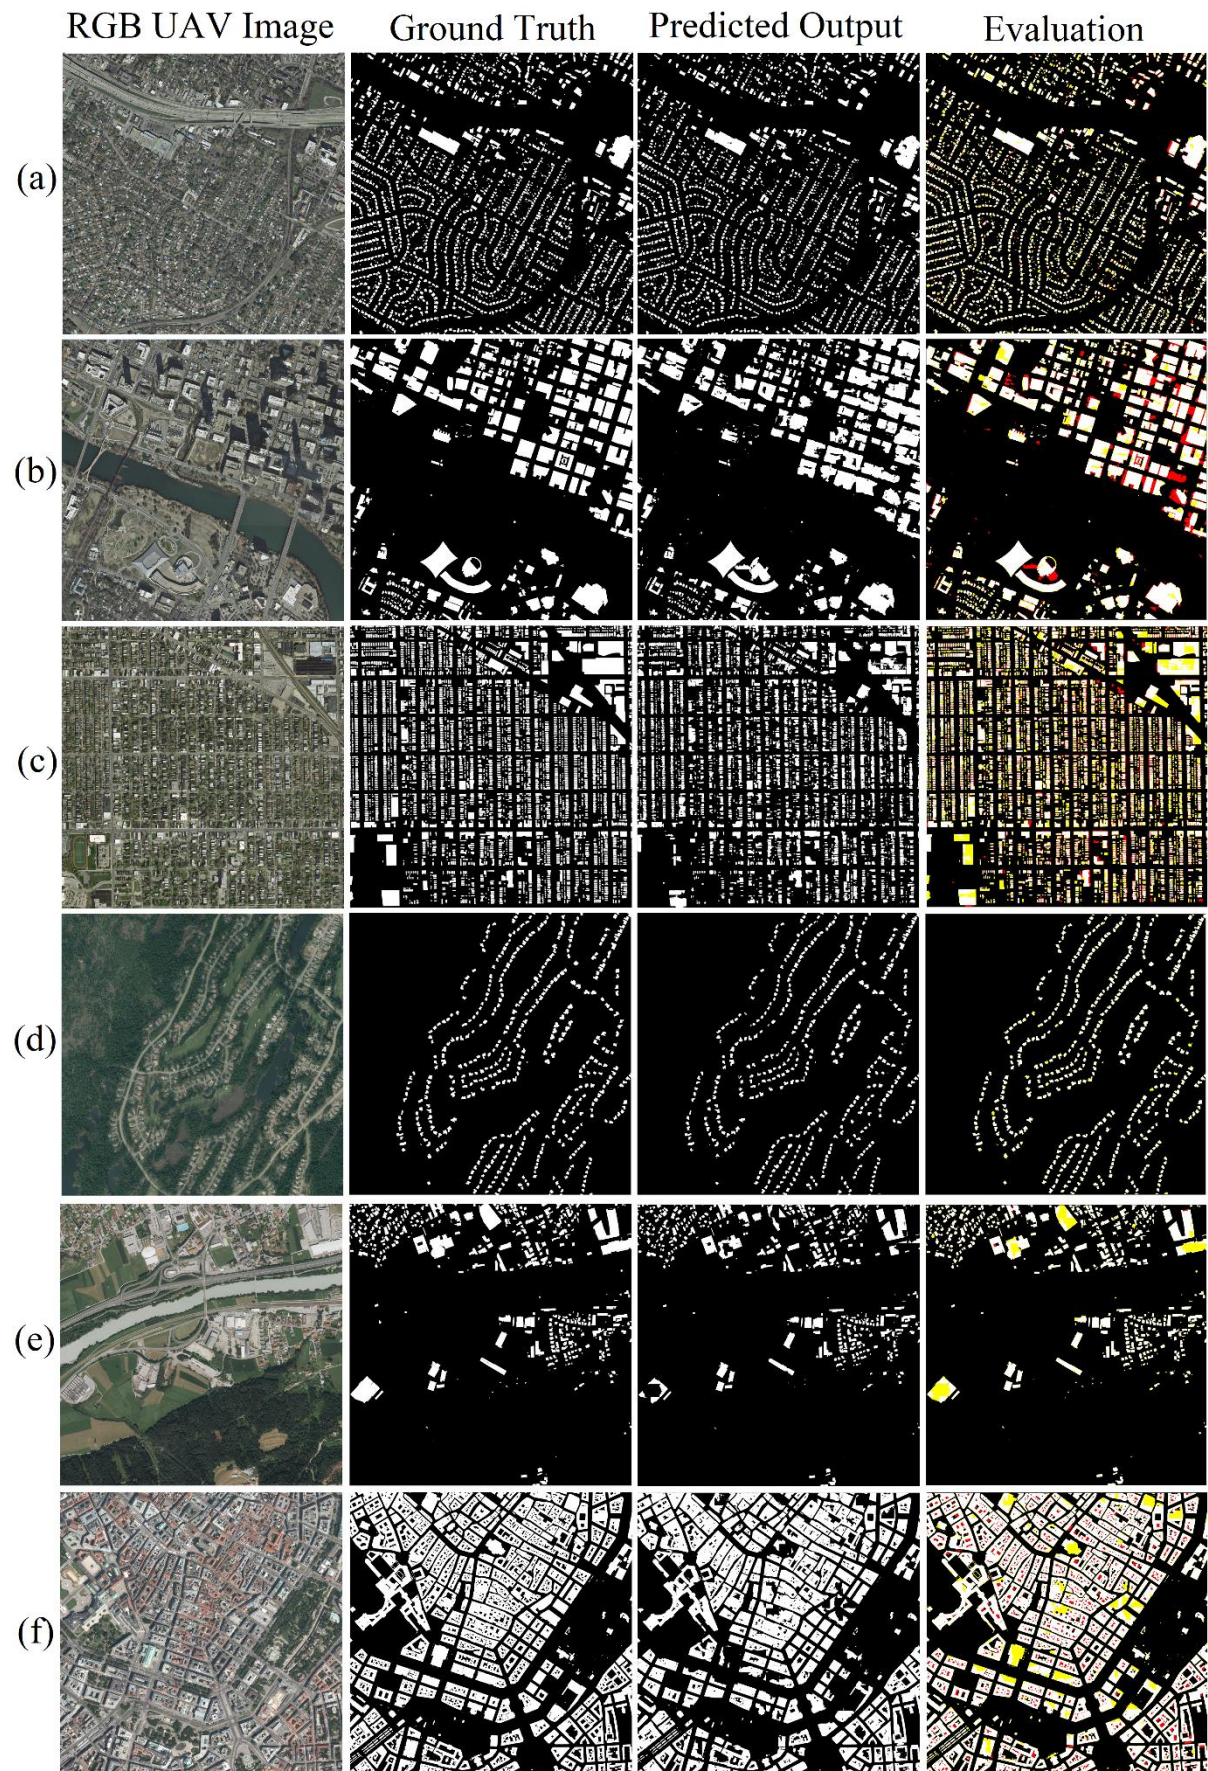 RGB UAV Image Ground Truth Predicted Output Evaluation
(a)
(b)
(c)
(d)
(e)
(f)